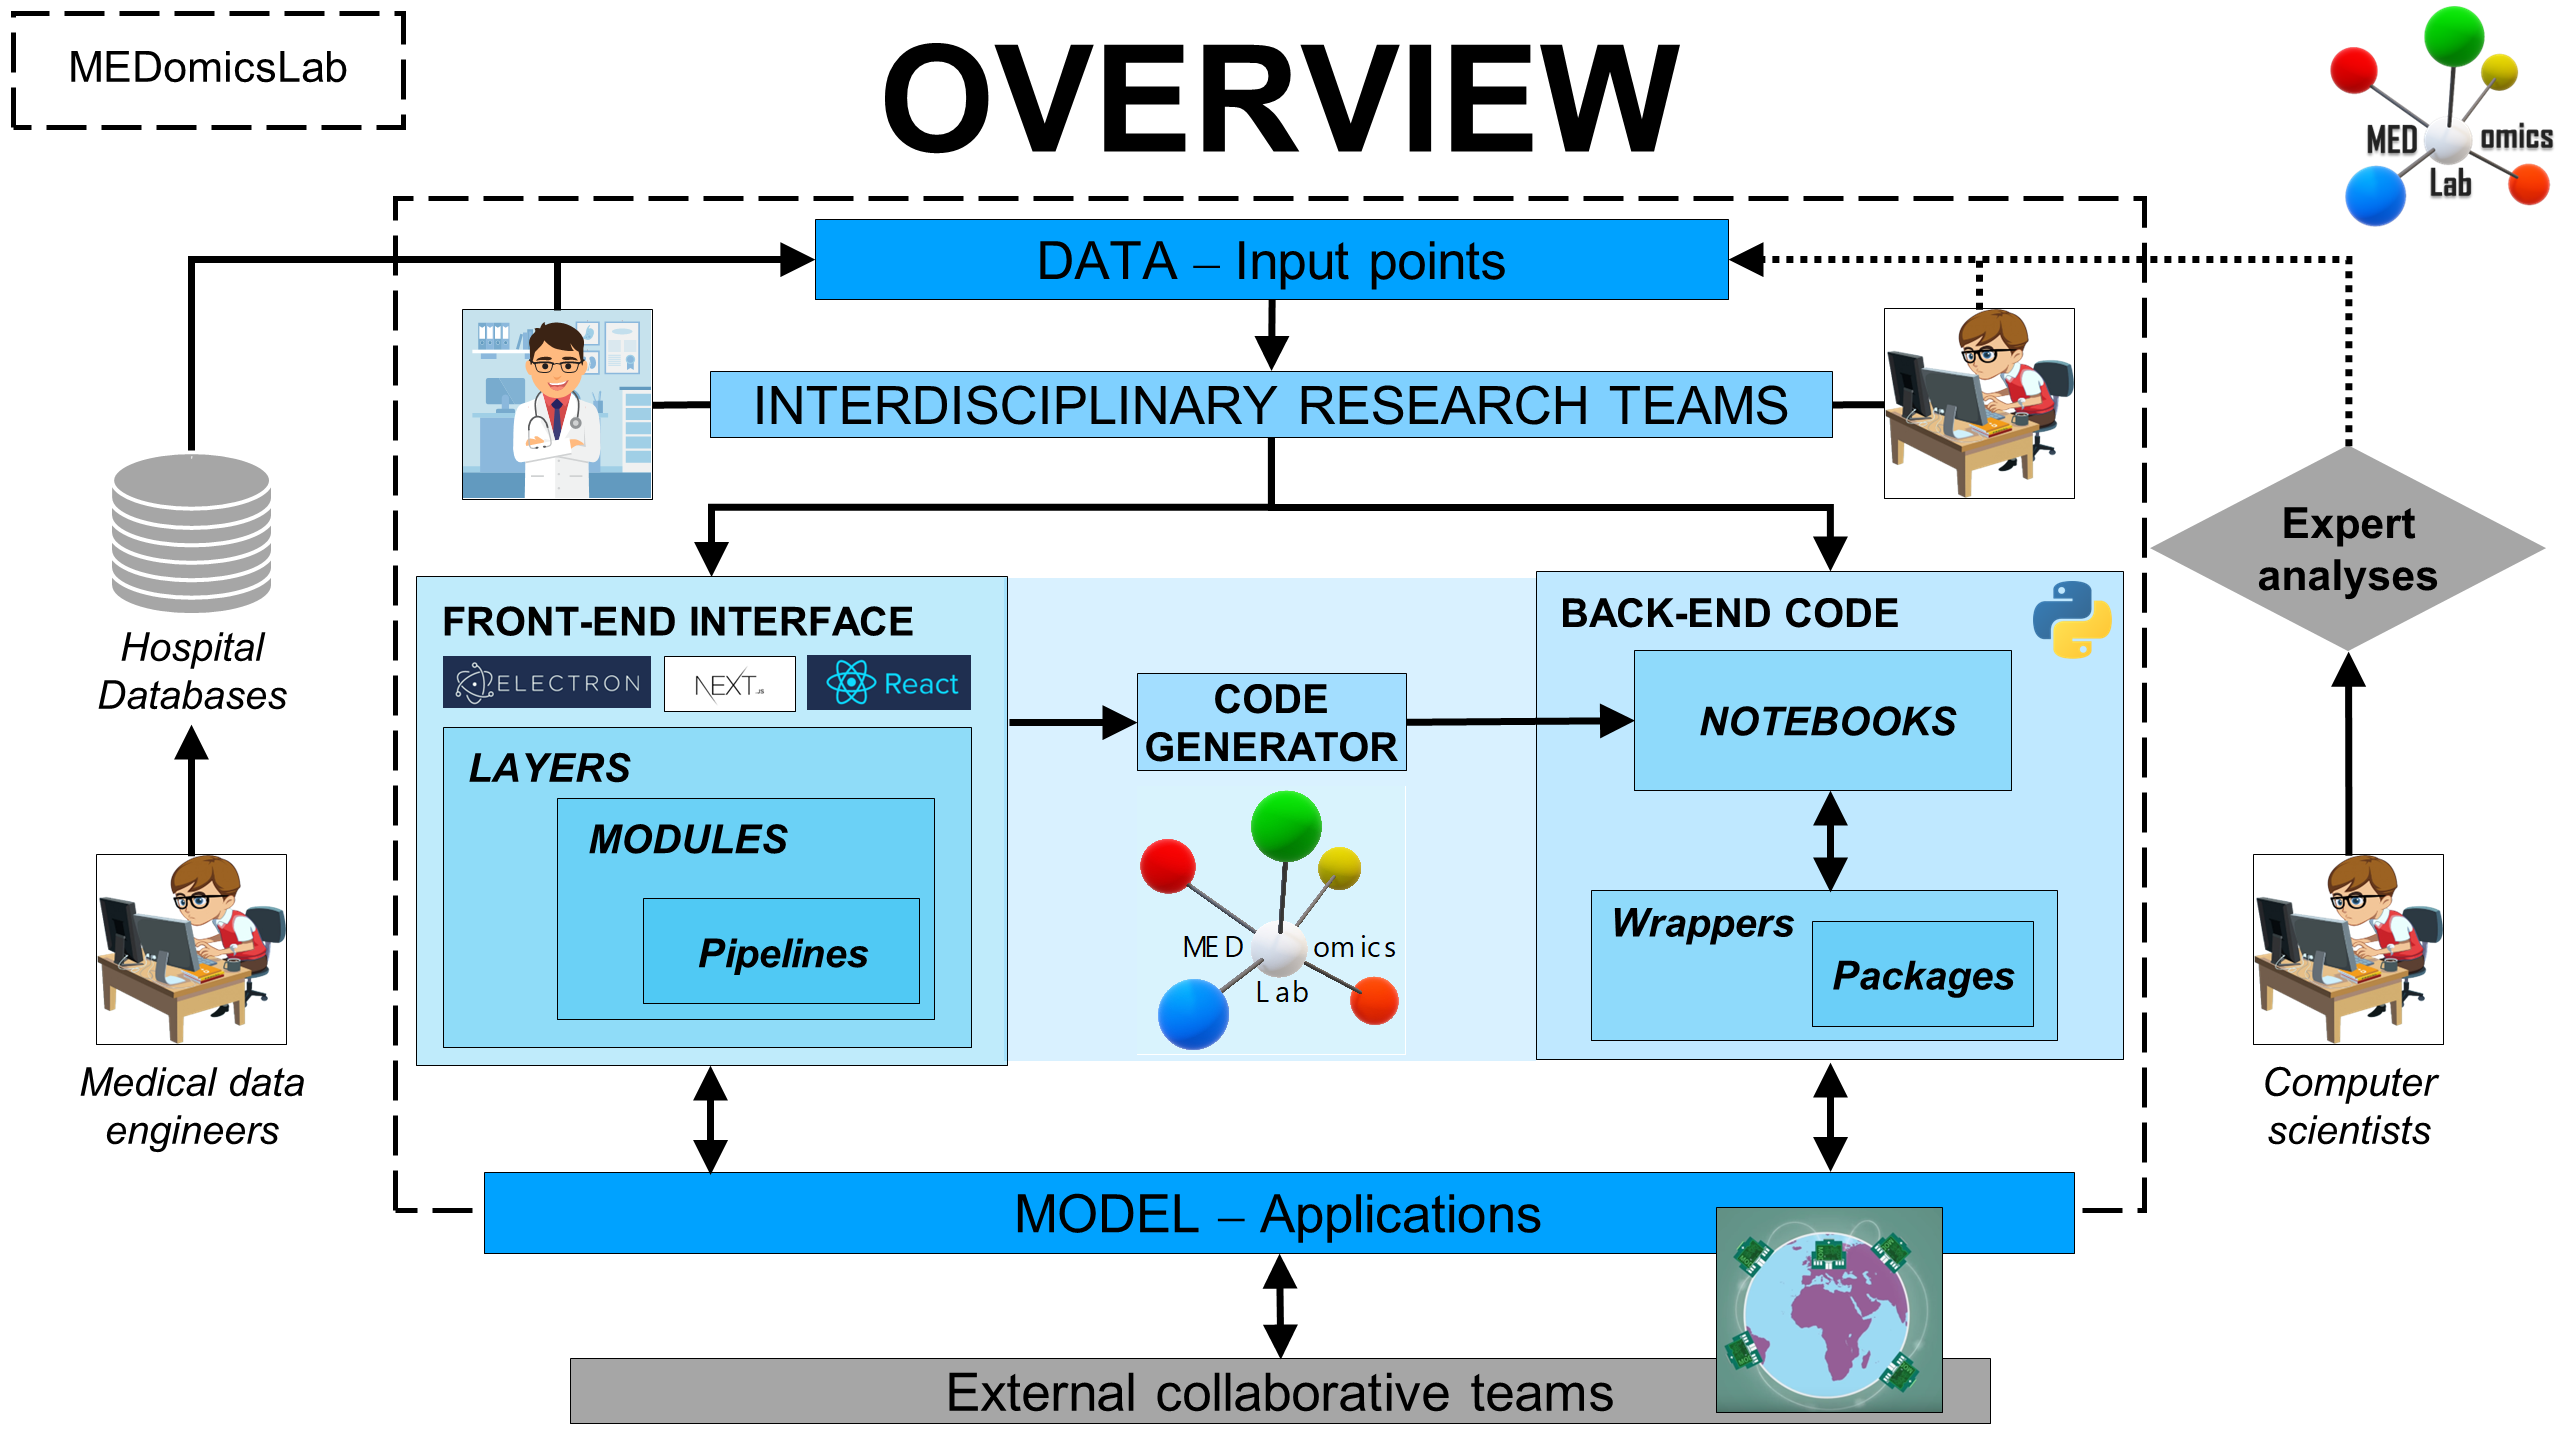 MEDomicsLab
OVERVIEW
MED omics
Lab
DATA – Input points
INTERDISCIPLINARY RESEARCH TEAMS
Hospital
Databases
Medical data
engineers
FRONT-END INTERFACE
ELECTRON
NEXT.JS
React
LAYERS
MODULES
Pipelines
CODE
GENERATOR
MED omics
Lab
BACK-END CODE
NOTEBOOKS
Wrappers
Packages
Expert
analyses
Computer
scientists
MODEL – Applications
External collaborative teams